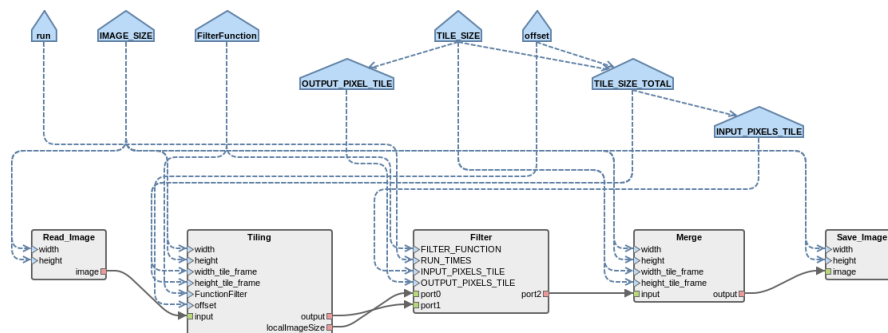 run
IMAGE_SIZE
FilterFunction
TILE_SIZE
offset
OUTPUT_PIXEL_TILE
TILE_SIZE_TOTAL
INPUT_PIXELS_TILE
Read_Image
width
height
image
Tiling
width
height
width_tile_frame
height_tile_frame
FunctionFilter
offset
input
output
localImageSize
Filter
FILTER_FUNCTION
RUN_TIMES
INPUT_PIXELS_TILE
OUTPUT_PIXELS_TILE
port0
port1
port2
Merge
width
height
width_tile_frame
height_tile_frame
input
output
Save_Image
width
height
image